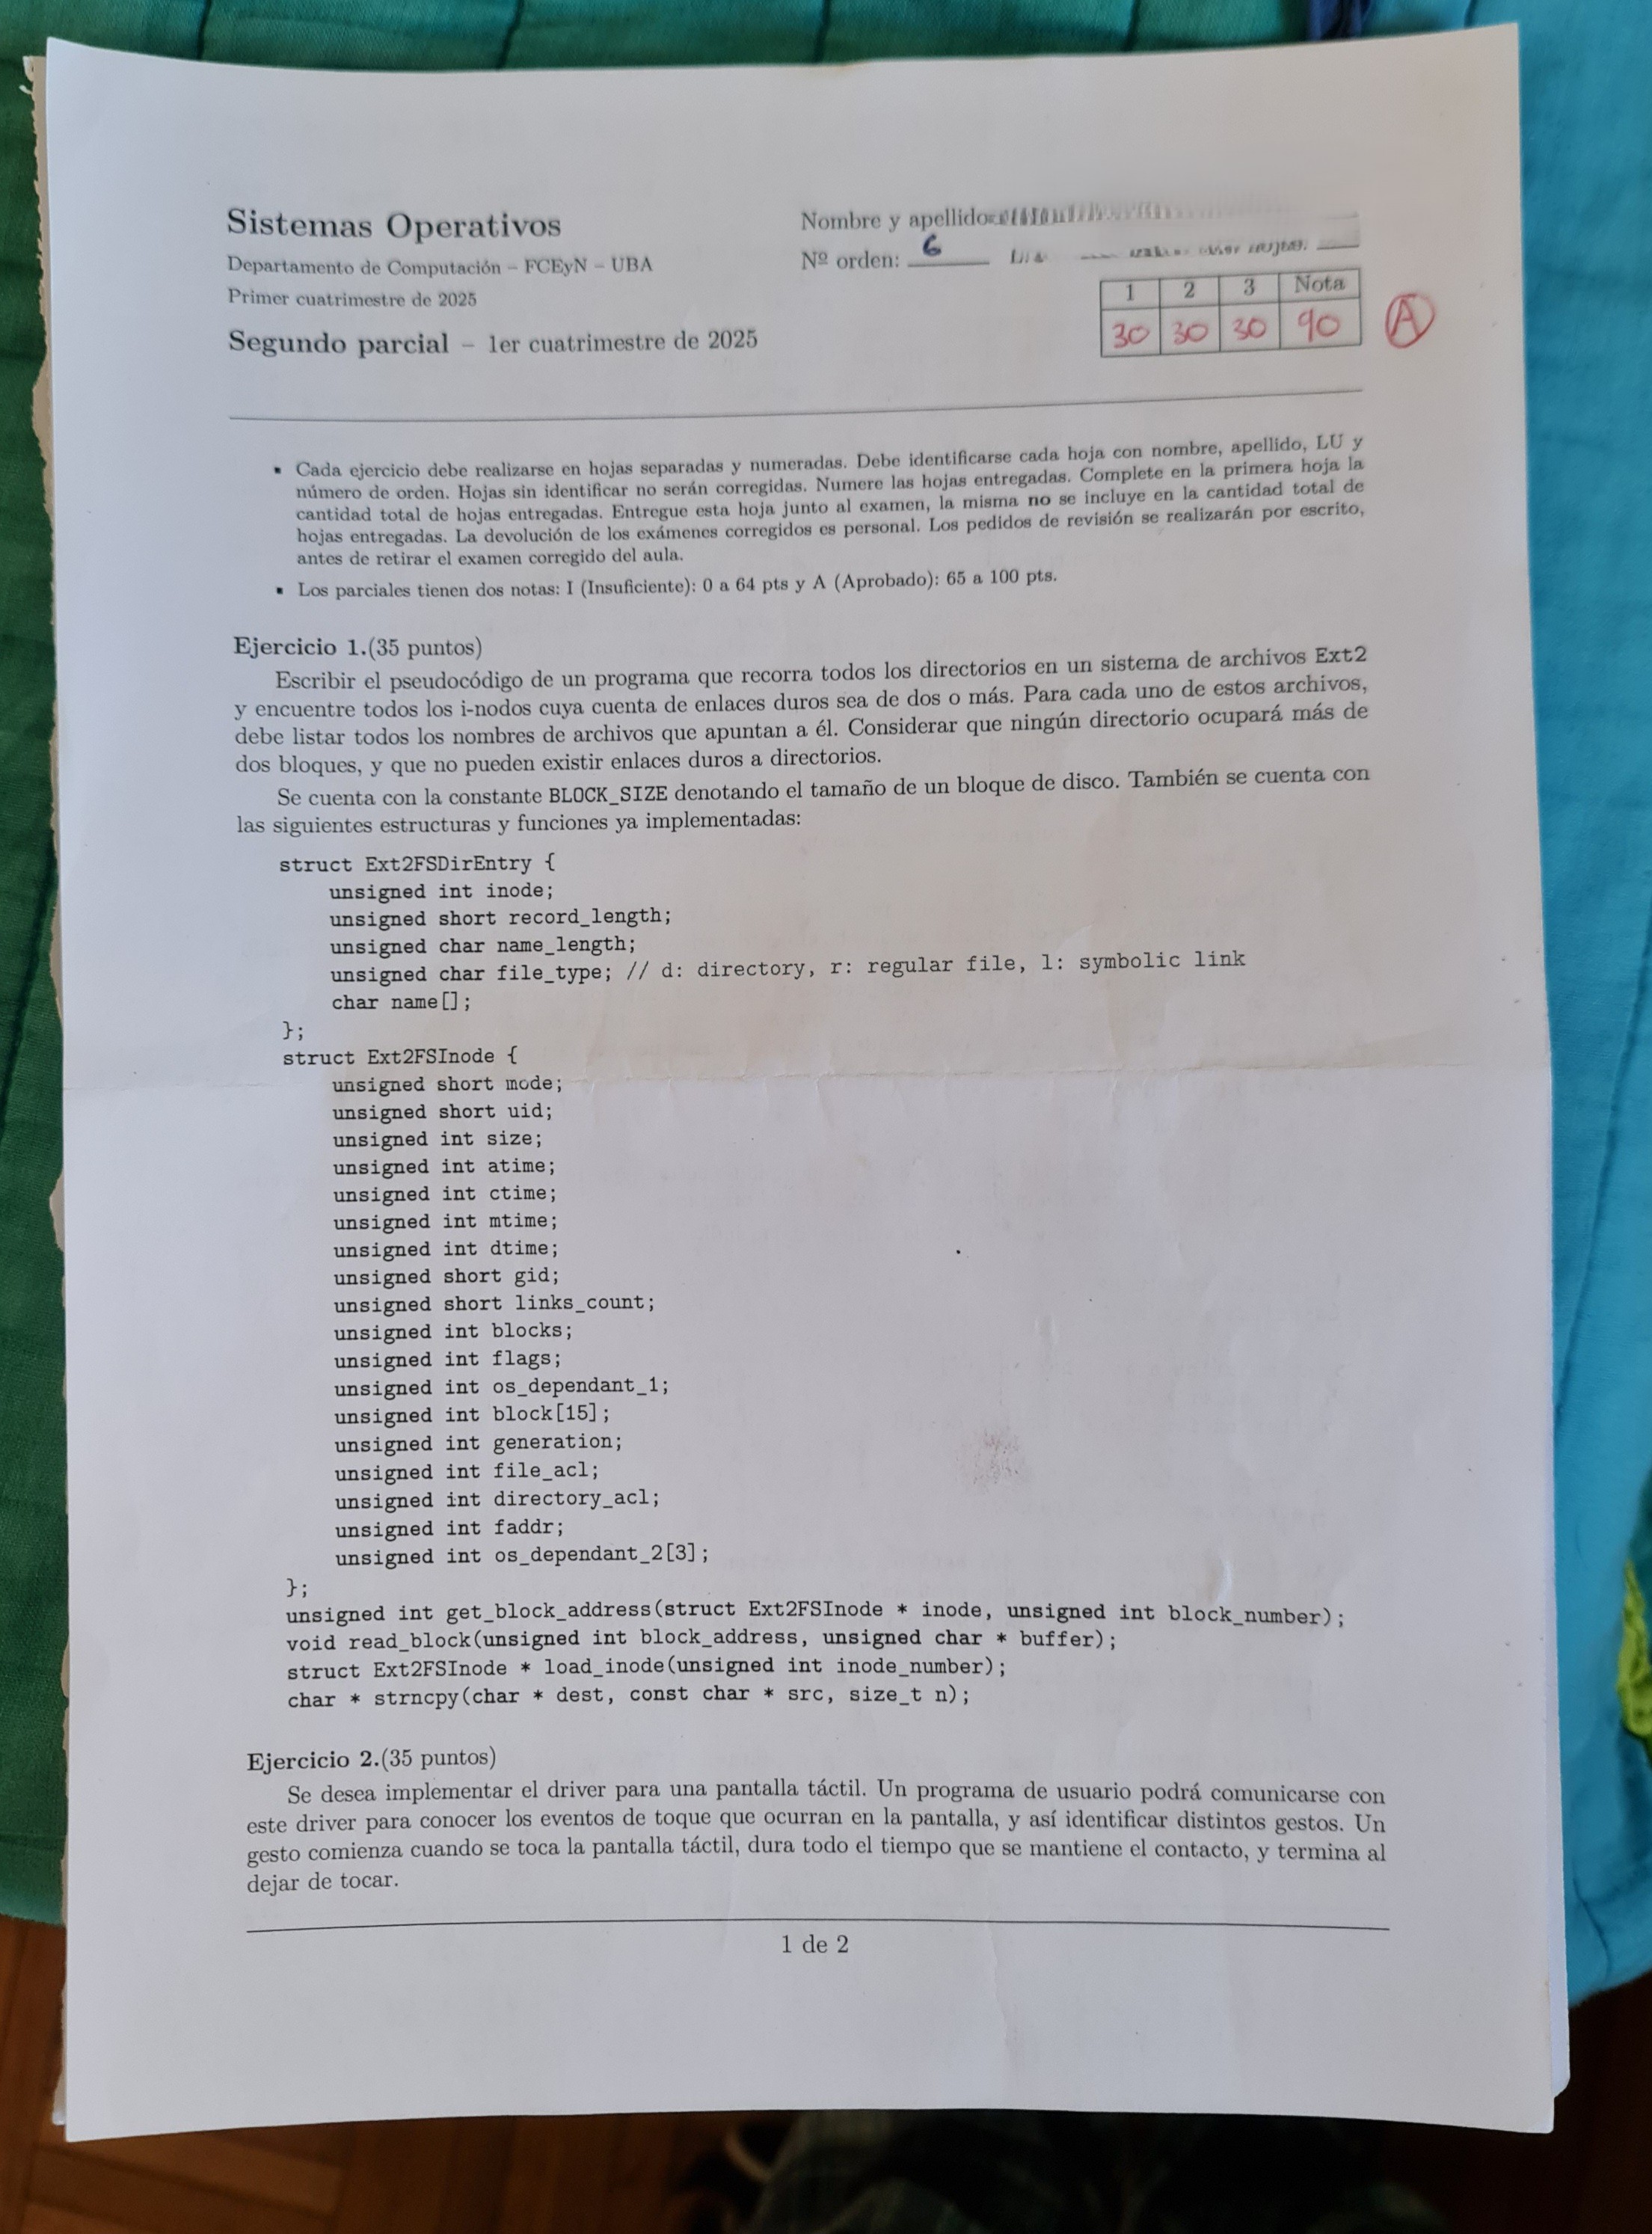 Sistemas Operativos
Departamento de Computación – FCEyN – UBA
Primer cuatrimestre de 2025
Segundo parcial – 1er cuatrimestre de 2025
Nombre y apellido:
Nº orden: 6
1 2 3 Nota
30 30 30 90 A
▪ Cada ejercicio debe realizarse en hojas separadas y numeradas. Debe identificarse cada hoja con nombre, apellido, LU y
número de orden. Hojas sin identificar no serán corregidas. Numere las hojas entregadas. Complete en la primera hoja la
cantidad total de hojas entregadas. Entregue esta hoja junto al examen, la misma no se incluye en la cantidad total de
hojas entregadas. La devolución de los exámenes corregidos es personal. Los pedidos de revisión se realizarán por escrito,
antes de retirar el examen corregido del aula.
▪ Los parciales tienen dos notas: I (Insuficiente): 0 a 64 pts y A (Aprobado): 65 a 100 pts.
Ejercicio 1.(35 puntos)
Escribir el pseudocódigo de un programa que recorra todos los directorios en un sistema de archivos Ext2
y encuentre todos los i-nodos cuya cuenta de enlaces duros sea de dos o más. Para cada uno de estos archivos,
debe listar todos los nombres de archivos que apuntan a él. Considerar que ningún directorio ocupará más de
dos bloques, y que no pueden existir enlaces duros a directorios.
Se cuenta con la constante BLOCK_SIZE denotando el tamaño de un bloque de disco. También se cuenta con
las siguientes estructuras y funciones ya implementadas:
struct Ext2FSDirEntry {
unsigned int inode;
unsigned short record_length;
unsigned char name_length;
unsigned char file_type; // d: directory, r: regular file, l: symbolic link
char name[];
};
struct Ext2FSInode {
unsigned short mode;
unsigned short uid;
unsigned int size;
unsigned int atime;
unsigned int ctime;
unsigned int mtime;
unsigned int dtime;
unsigned short gid;
unsigned short links_count;
unsigned int blocks;
unsigned int flags;
unsigned int os_dependant_1;
unsigned int block[15];
unsigned int generation;
unsigned int file_acl;
unsigned int directory_acl;
unsigned int faddr;
unsigned int os_dependant_2[3];
};
unsigned int get_block_address(struct Ext2FSInode * inode, unsigned int block_number);
void read_block(unsigned int block_address, unsigned char * buffer);
struct Ext2FSInode * load_inode(unsigned int inode_number);
char * strncpy(char * dest, const char * src, size_t n);
Ejercicio 2.(35 puntos)
Se desea implementar el driver para una pantalla táctil. Un programa de usuario podrá comunicarse con
este driver para conocer los eventos de toque que ocurran en la pantalla, y así identificar distintos gestos. Un
gesto comienza cuando se toca la pantalla táctil, dura todo el tiempo que se mantiene el contacto, y termina al
dejar de tocar.
1 de 2